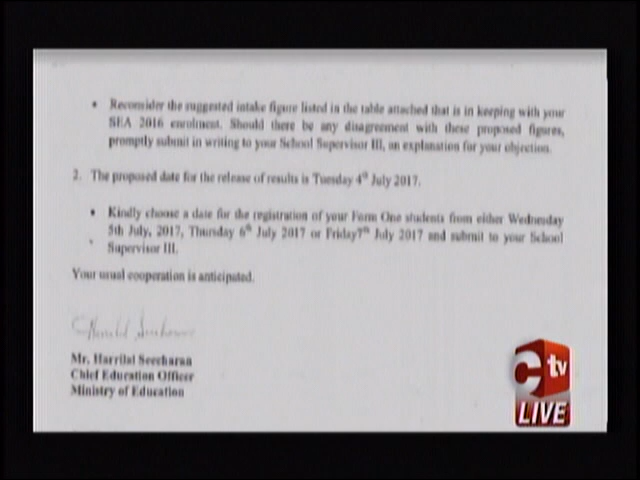 • Reconsider the suggested intake figure listed in the table attached that is in keeping with your
SEA 2016 enrolment. Should there be any disagreement with these proposed figures,
promptly submit in writing to your School Supervisor III, an explanation for your objection.
2. The proposed date for the release of results is Tuesday 4th July 2017.
• Kindly choose a date for the registration of your Form One students from either Wednesday
5th July, 2017, Thursday 6th July 2017 or Friday7th July 2017 and submit to your School
Supervisor III.
Your usual cooperation is anticipated.
Mr. Harrilal Seecharan
Chief Education Officer
Ministry of Education
C tv
LIVE